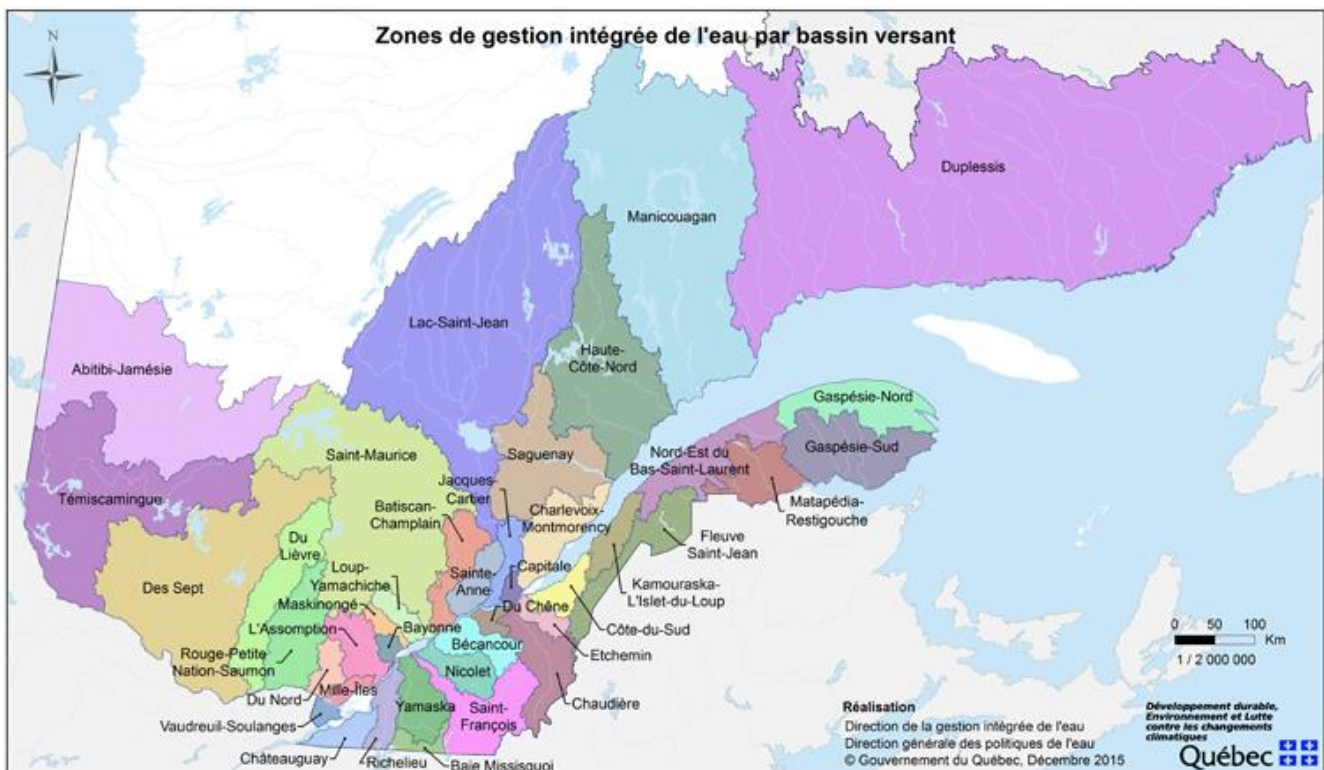 Zones de gestion intégrée de l'eau par bassin versant
N
Duplessis
Manicouagan
Lac-Saint-Jean
Haute-
Côte-Nord
Abitibi-Jamésie
Gaspésie-Nord
Gaspésie-Sud
Nord-Est du
Bas-Saint-Laurent
Saint-Maurice
Saguenay
Jacques-
Cartier
Témiscamingue
Matapédia-
Restigouche
Batiscan-
Champlain
Charlevoix-
Montmorency
Fleuve
Saint-Jean
Du
Lièvre
Loup-
Yamachiche
Sainte-
Anne
Capitale
Des Sept
Kamouraska-
L'Islet-du-Loup
Maskinongé
Du Chêne
L'Assomption
Bayonne
Côte-du-Sud
Bécancour
Etchemin
Rouge-Petite
Nation-Saumon
Nicolet
Du Nord
Mille-Iles
Yamaska
Saint-
François
Chaudière
Vaudreuil-Soulanges
Châteauguay
Richelieu
Baie Missisquoi
0 50 100
Km
1 / 2 000 000
Réalisation
Direction de la gestion intégrée de l'eau
Direction générale des politiques de l'eau
© Gouvernement du Québec, Décembre 2015
Développement durable,
Environnement et Lutte
contre les changements
climatiques
Québec